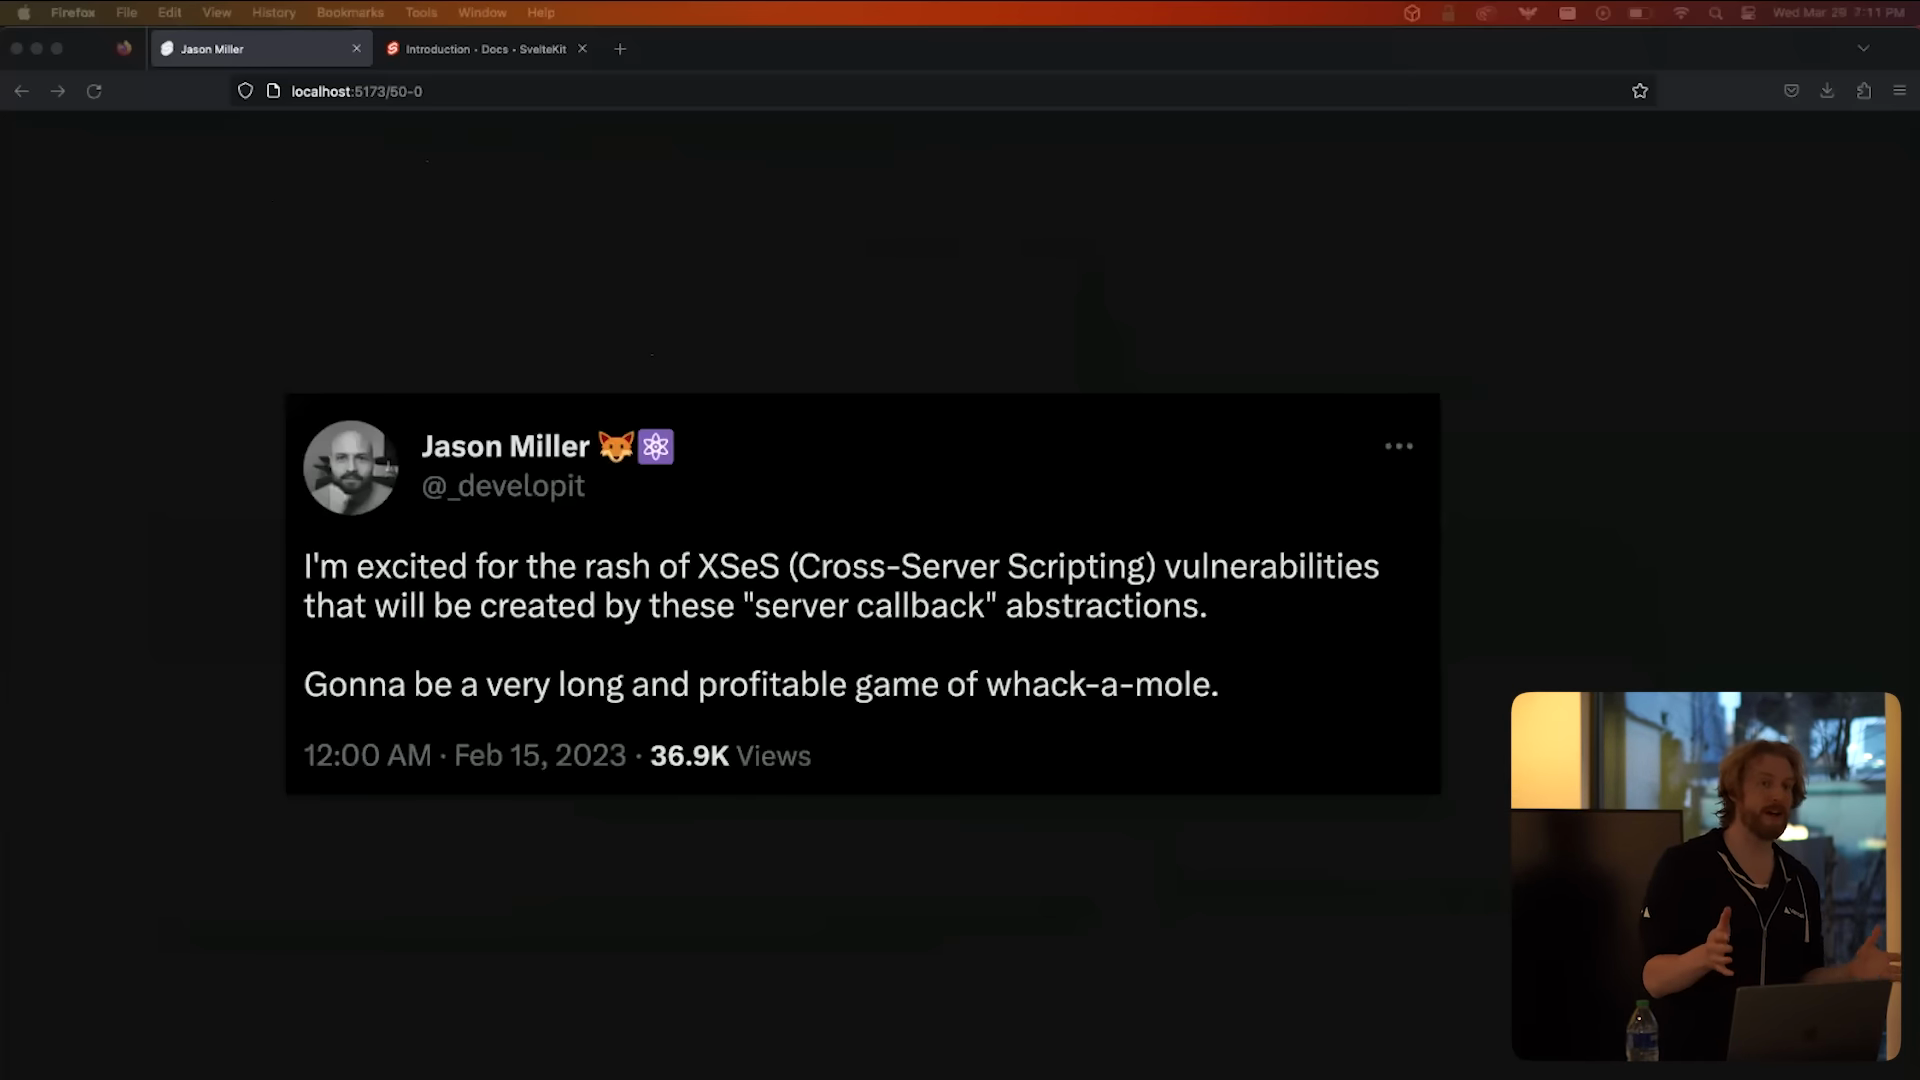 Firefox File Edit View History Bookmarks Tools Window Help Wed Mar 29 7:11 PM
Jason Miller Introduction • Docs • SvelteKit
localhost:5173/50-0
Jason Miller 🦊⚛️
@_developit
I'm excited for the rash of XSeS (Cross-Server Scripting) vulnerabilities
that will be created by these "server callback" abstractions.
Gonna be a very long and profitable game of whack-a-mole.
12:00 AM · Feb 15, 2023 · 36.9K Views